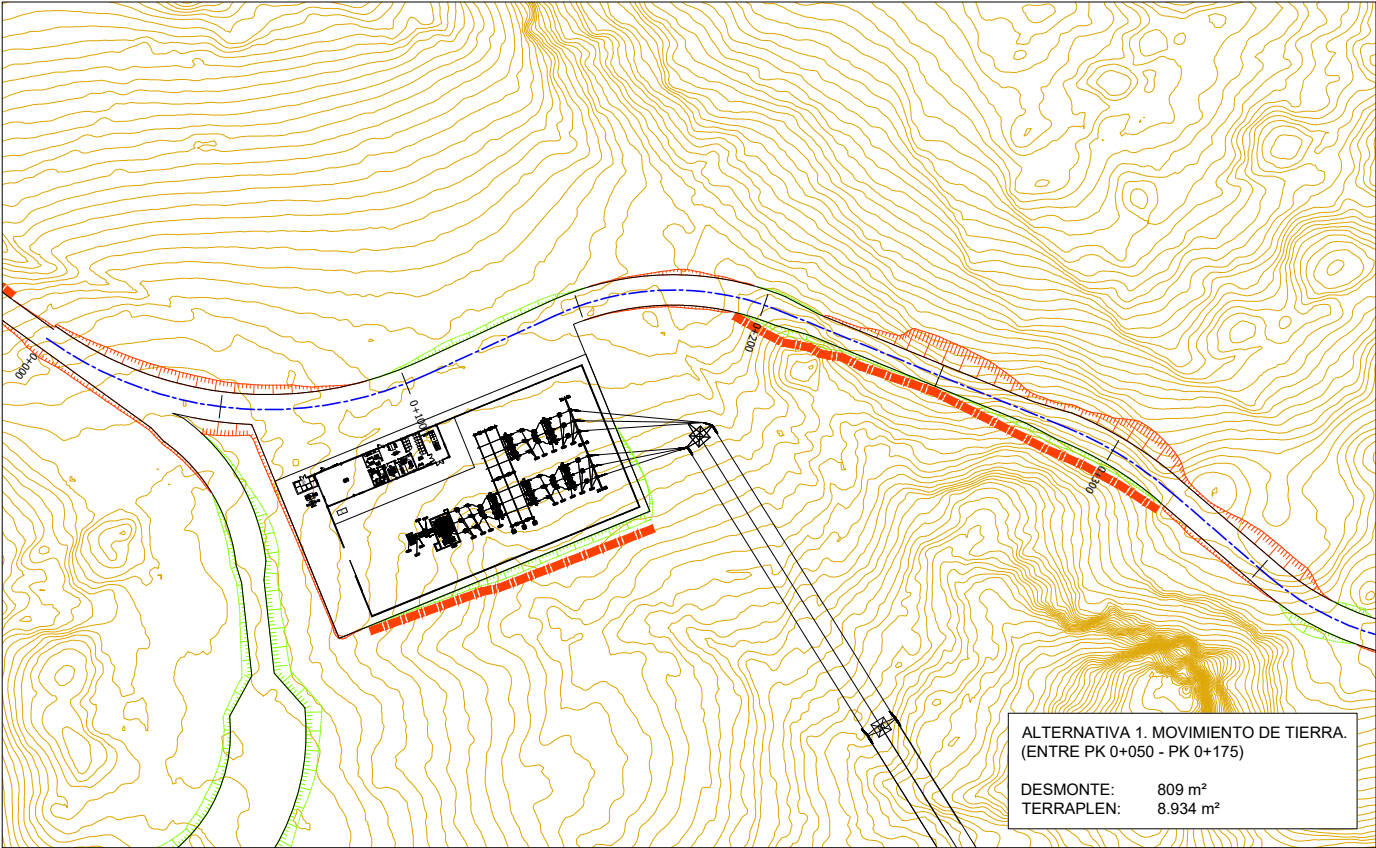 0+000
0+100
0+200
0+300
ALTERNATIVA 1. MOVIMIENTO DE TIERRA.
(ENTRE PK 0+050 - PK 0+175)
DESMONTE: 809 m²
TERRAPLEN: 8.934 m²